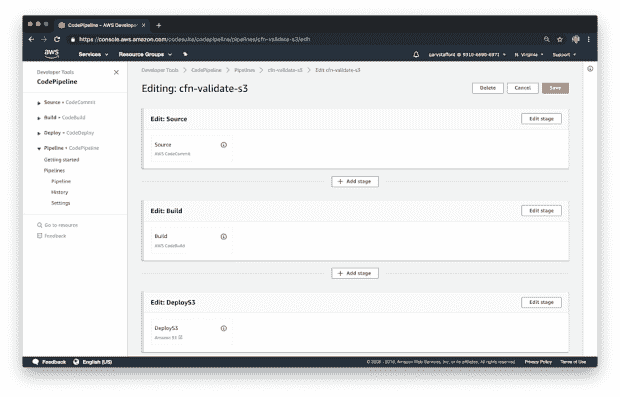 CodePipeline - AWS Develope
https://console.aws.amazon.com/codesuite/codepipeline/pipelines/cfn-validate-s3/edit
aws Services Resource Groups N. Virginia Support
Developer Tools
CodePipeline
Source • CodeCommit
Build • CodeBuild
Deploy • CodeDeploy
Pipeline • CodePipeline
Getting started
Pipelines
Pipeline
History
Settings
Go to resource
Feedback
Developer Tools CodePipeline Pipelines cfn-validate-s3 Edit cfn-validate-s3
Editing: cfn-validate-s3
Delete Cancel Save
Edit: Source Edit stage
Source
AWS CodeCommit
+ Add stage
Edit: Build Edit stage
Build
AWS CodeBuild
+ Add stage
Edit: DeployS3 Edit stage
DeployS3
Amazon S3
Feedback English (US) Amazon Web Services, Inc. or its affiliates. All rights reserved. Privacy Policy Terms of Use